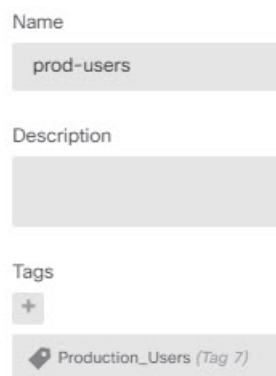 Name
prod-users
Description
Tags
+
Production_Users (Tag 7)